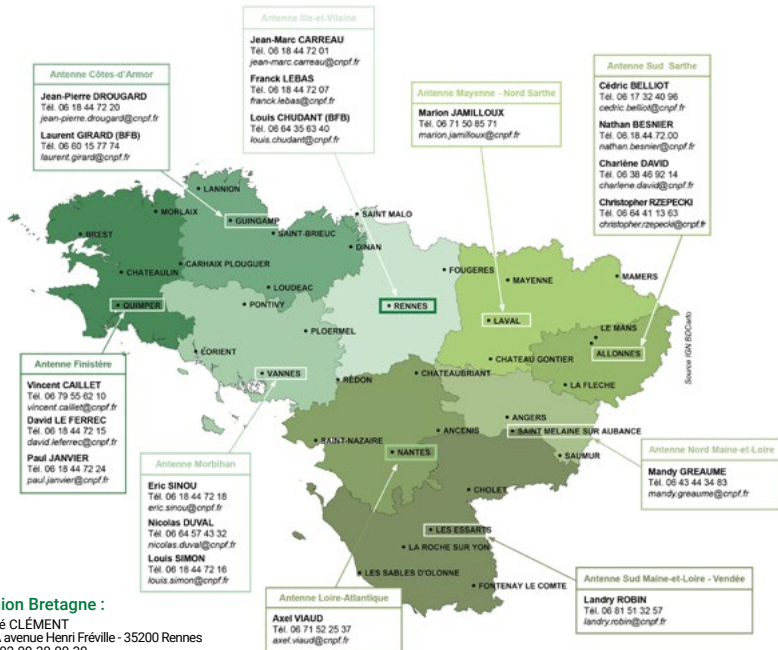 Antenne Ille-et-Vilaine
Jean-Marc CARREAU
Tél. 06 18 44 72 01
jean-marc.carreau@cnpf.fr
Franck LEBAS
Tél. 06 18 44 72 07
franck.lebas@cnpf.fr
Louis CHUDANT (BFB)
Tél. 06 64 35 63 40
louis.chudant@cnpf.fr
Antenne Côtes-d'Armor
Jean-Pierre DROUGARD
Tél. 06 18 44 72 20
jean-pierre.drougard@cnpf.fr
Laurent GIRARD (BFB)
Tél. 06 60 15 77 74
laurent.girard@cnpf.fr
Antenne Mayenne - Nord Sarthe
Marion JAMILLOUX
Tél. 06 71 50 85 71
marion.jamilloux@cnpf.fr
Antenne Sud Sarthe
Cédric BELLIOT
Tél. 06 17 32 40 96
cedric.belliot@cnpf.fr
Nathan BESNIER
Tél. 06.18.44.72.00
nathan.besnier@cnpf.fr
Charlène DAVID
Tél. 06 38 46 92 14
charlene.david@cnpf.fr
Christopher RZEPECKI
Tél. 06 64 41 13 63
christopher.rzepecki@cnpf.fr
LANNION
MORLAIX
GUINGAMP
SAINT MALO
BREST
SAINT-BRIEUC
DINAN
CHATEAULIN
CARHAIX PLOUGUER
FOUGERES
MAYENNE
MAMERS
LOUDEAC
QUIMPER
PONTIVY
RENNES
PLOERMEL
LAVAL
LE MANS
ALLONNES
Source IGN BDCarto
LORIENT
CHATEAU GONTIER
VANNES
REDON
CHATEAUBRIANT
LA FLECHE
ANGERS
SAINT-NAZAIRE
ANCENIS
SAINT MELAINE SUR AUBANCE
NANTES
SAUMUR
CHOLET
LES ESSARTS
LA ROCHE SUR YON
LES SABLES D'OLONNE
FONTENAY LE COMTE
Antenne Finistère
Vincent CAILLET
Tél. 06 79 55 62 10
vincent.caillet@cnpf.fr
David LE FERREC
Tél. 06 18 44 72 15
david.leferrec@cnpf.fr
Paul JANVIER
Tél. 06 18 44 72 24
paul.janvier@cnpf.fr
Antenne Morbihan
Eric SINOU
Tél. 06 18 44 72 18
eric.sinou@cnpf.fr
Nicolas DUVAL
Tél. 06 64 57 43 32
nicolas.duval@cnpf.fr
Louis SIMON
Tél. 06 18 44 72 16
louis.simon@cnpf.fr
Antenne Nord Maine-et-Loire
Mandy GREAUME
Tél. 06 43 44 34 83
mandy.greaume@cnpf.fr
Antenne Loire-Atlantique
Axel VIAUD
Tél. 06 71 52 25 37
axel.viaud@cnpf.fr
Antenne Sud Maine-et-Loire - Vendée
Landry ROBIN
Tél. 06 81 51 32 57
landry.robin@cnpf.fr
ion Bretagne :
é CLÉMENT
avenue Henri Fréville - 35200 Rennes